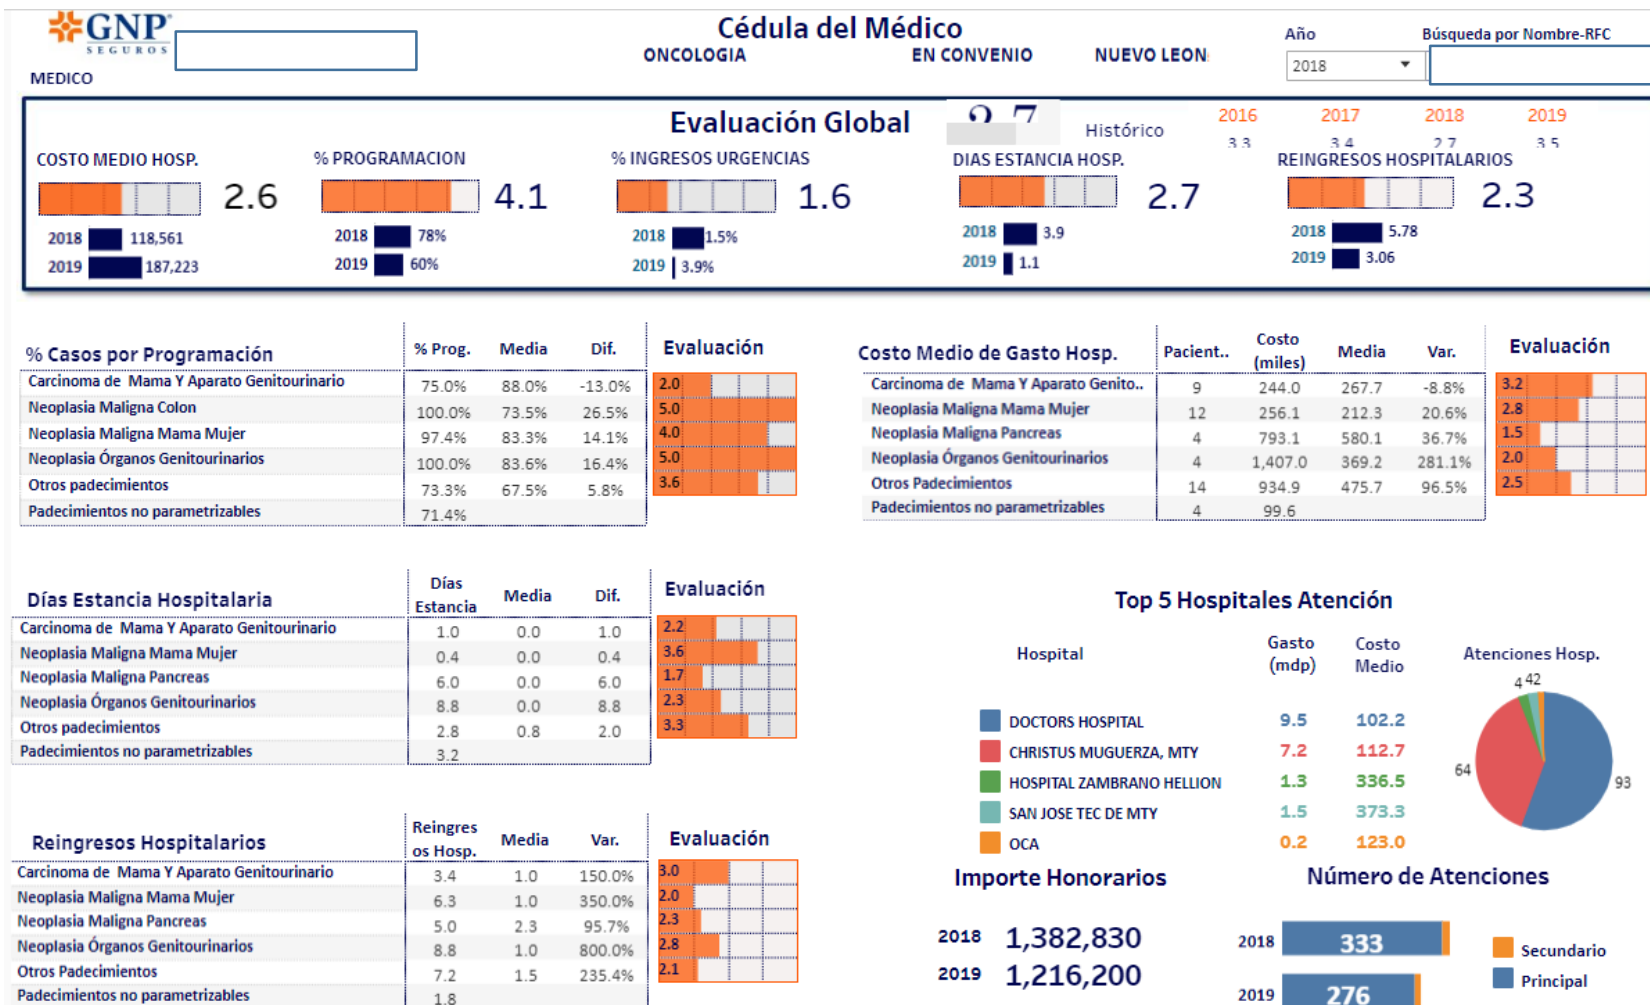 GNP
SEGUROS
Cédula del Médico
ONCOLOGIA EN CONVENIO NUEVO LEON
Año Búsqueda por Nombre-RFC
2018
MEDICO
Evaluación Global 2.7 Histórico
2016 2017 2018 2019
3.3 3.4 2.7 3.5
COSTO MEDIO HOSP. % PROGRAMACION % INGRESOS URGENCIAS DIAS ESTANCIA HOSP. REINGRESOS HOSPITALARIOS
2.6 4.1 1.6 2.7 2.3
2018 118,561 2018 78% 2018 1.5% 2018 3.9 2018 5.78
2019 187,223 2019 60% 2019 3.9% 2019 1.1 2019 3.06
% Casos por Programación % Prog. Media Dif. Evaluación
Carcinoma de Mama Y Aparato Genitourinario 75.0% 88.0% -13.0% 2.0
Neoplasia Maligna Colon 100.0% 73.5% 26.5% 5.0
Neoplasia Maligna Mama Mujer 97.4% 83.3% 14.1% 4.0
Neoplasia Órganos Genitourinarios 100.0% 83.6% 16.4% 5.0
Otros padecimientos 73.3% 67.5% 5.8% 3.6
Padecimientos no parametrizables 71.4%
Costo Medio de Gasto Hosp. Pacient.. Costo (miles) Media Var. Evaluación
Carcinoma de Mama Y Aparato Genito.. 9 244.0 267.7 -8.8% 3.2
Neoplasia Maligna Mama Mujer 12 256.1 212.3 20.6% 2.8
Neoplasia Maligna Pancreas 4 793.1 580.1 36.7% 1.5
Neoplasia Órganos Genitourinarios 4 1,407.0 369.2 281.1% 2.0
Otros Padecimientos 14 934.9 475.7 96.5% 2.5
Padecimientos no parametrizables 4 99.6
Días Estancia Hospitalaria Días Estancia Media Dif. Evaluación
Carcinoma de Mama Y Aparato Genitourinario 1.0 0.0 1.0 2.2
Neoplasia Maligna Mama Mujer 0.4 0.0 0.4 3.6
Neoplasia Maligna Pancreas 6.0 0.0 6.0 1.7
Neoplasia Órganos Genitourinarios 8.8 0.0 8.8 2.3
Otros padecimientos 2.8 0.8 2.0 3.3
Padecimientos no parametrizables 3.2
Top 5 Hospitales Atención
Hospital Gasto (mdp) Costo Medio Atenciones Hosp.
DOCTORS HOSPITAL 9.5 102.2
CHRISTUS MUGUERZA, MTY 7.2 112.7
HOSPITAL ZAMBRANO HELLION 1.3 336.5
SAN JOSE TEC DE MTY 1.5 373.3
OCA 0.2 123.0
4 4 2
64 93
Reingresos Hospitalarios Reingres os Hosp. Media Var. Evaluación
Carcinoma de Mama Y Aparato Genitourinario 3.4 1.0 150.0% 3.0
Neoplasia Maligna Mama Mujer 6.3 1.0 350.0% 2.0
Neoplasia Maligna Pancreas 5.0 2.3 95.7% 2.3
Neoplasia Órganos Genitourinarios 8.8 1.0 800.0% 2.8
Otros Padecimientos 7.2 1.5 235.4% 2.1
Padecimientos no parametrizables 1.8
Importe Honorarios
2018 1,382,830
2019 1,216,200
Número de Atenciones
2018 333
2019 276
Secundario
Principal